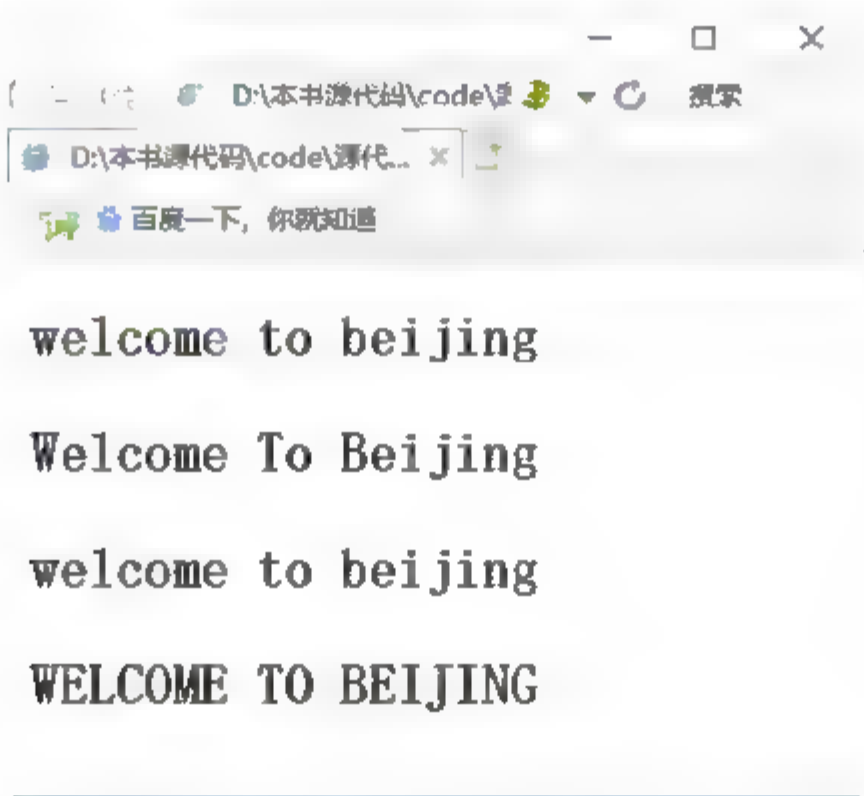 D:\本书源代码\code\ 搜索
D:\本书源代码\code\源代...
百度一下，你就知道
welcome to beijing
Welcome To Beijing
welcome to beijing
WELCOME TO BEIJING